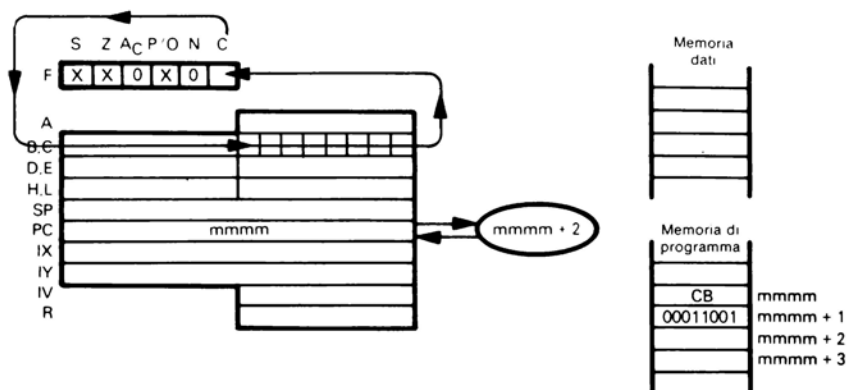 S Z AC P/O N C
F X X 0 X 0
A
B,C
D,E
H,L
SP
PC mmmm
IX
IY
IV
R
mmmm + 2
Memoria
dati
Memoria di
programma
CB mmmm
00011001 mmmm + 1
mmmm + 2
mmmm + 3